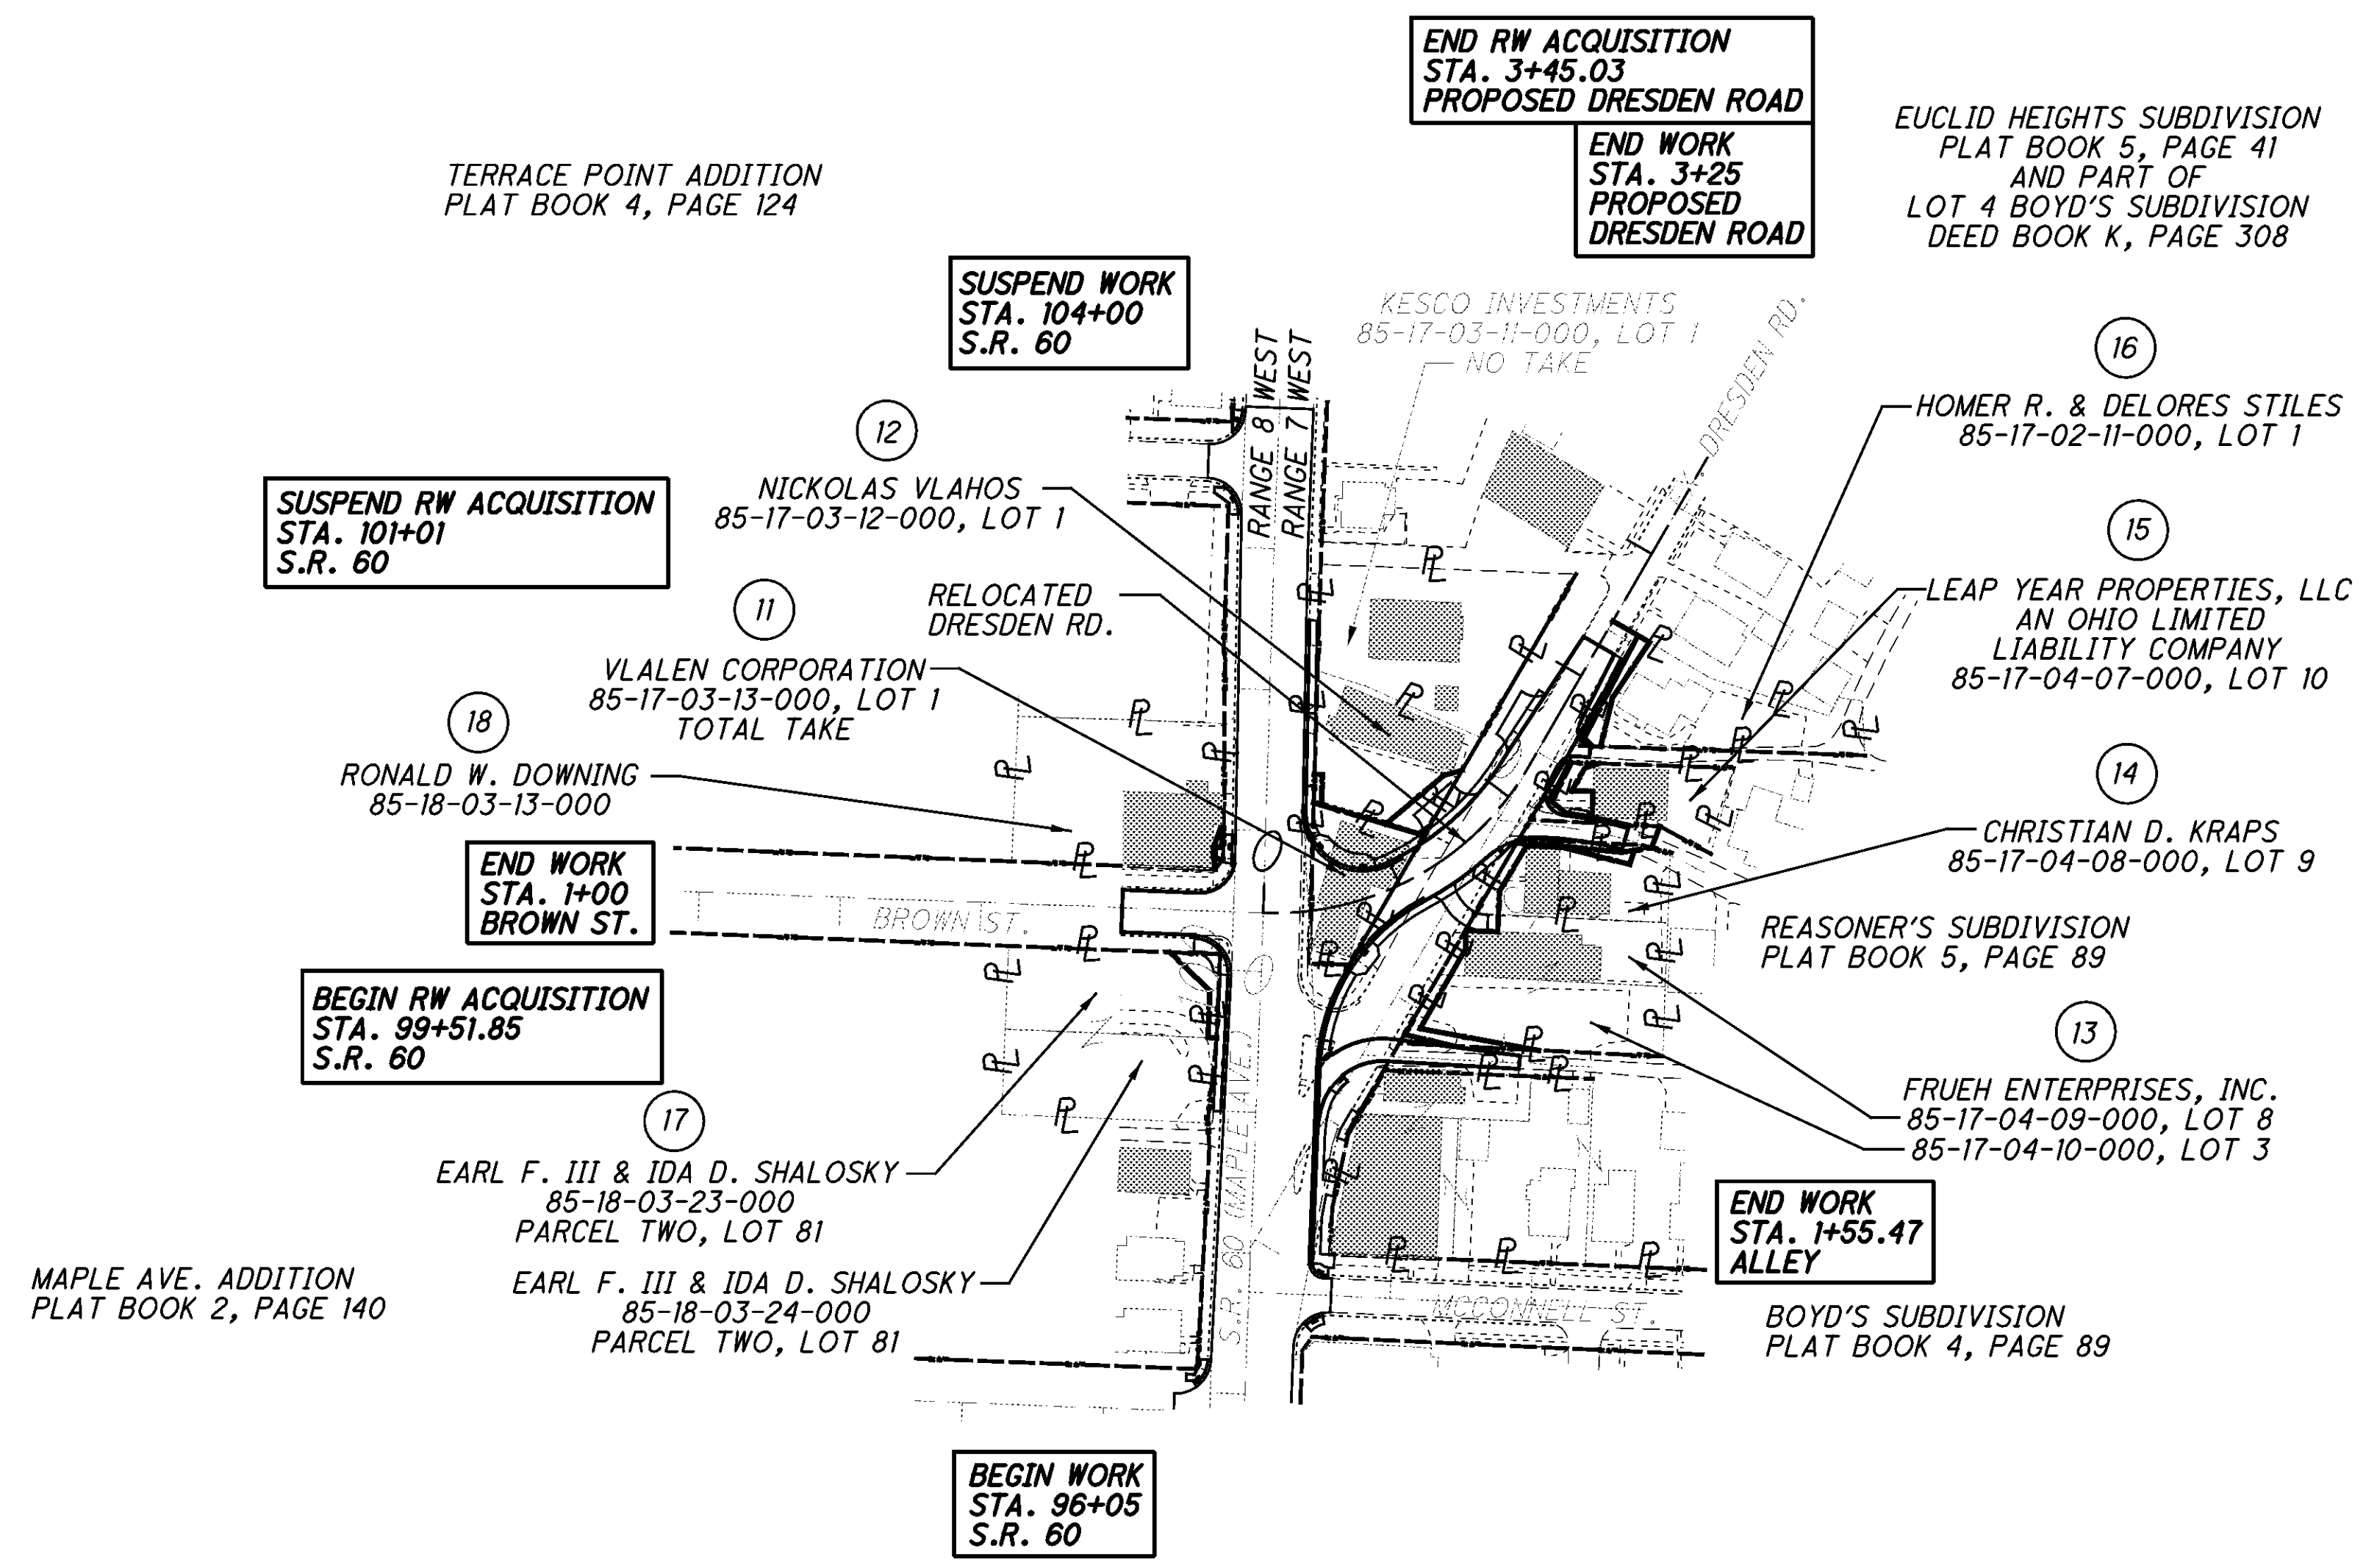 END RW ACQUISITION
STA. 3+45.03
PROPOSED DRESDEN ROAD
END WORK
STA. 3+25
PROPOSED
DRESDEN ROAD
EUCLID HEIGHTS SUBDIVISION
PLAT BOOK 5, PAGE 41
AND PART OF
LOT 4 BOYD'S SUBDIVISION
DEED BOOK K, PAGE 308
TERRACE POINT ADDITION
PLAT BOOK 4, PAGE 124
SUSPEND WORK
STA. 104+00
S.R. 60
KESCO INVESTMENTS
85-17-03-11-000, LOT 1
NO TAKE
DRESDEN RD.
RANGE 8 WEST
RANGE 7 WEST
16
HOMER R. & DELORES STILES
85-17-02-11-000, LOT 1
12
NICKOLAS VLAHOS
85-17-03-12-000, LOT 1
SUSPEND RW ACQUISITION
STA. 101+01
S.R. 60
15
LEAP YEAR PROPERTIES, LLC
AN OHIO LIMITED
LIABILITY COMPANY
85-17-04-07-000, LOT 10
RELOCATED
DRESDEN RD.
11
VLALEN CORPORATION
85-17-03-13-000, LOT 1
TOTAL TAKE
18
RONALD W. DOWNING
85-18-03-13-000
14
CHRISTIAN D. KRAPS
85-17-04-08-000, LOT 9
END WORK
STA. 1+00
BROWN ST.
BROWN ST.
REASONER'S SUBDIVISION
PLAT BOOK 5, PAGE 89
BEGIN RW ACQUISITION
STA. 99+51.85
S.R. 60
13
FRUEH ENTERPRISES, INC.
85-17-04-09-000, LOT 8
85-17-04-10-000, LOT 3
17
EARL F. III & IDA D. SHALOSKY
85-18-03-23-000
PARCEL TWO, LOT 81
S.R. 60 (MAPLE AVE.)
END WORK
STA. 1+55.47
ALLEY
MAPLE AVE. ADDITION
PLAT BOOK 2, PAGE 140
EARL F. III & IDA D. SHALOSKY
85-18-03-24-000
PARCEL TWO, LOT 81
MCCONNELL ST.
BOYD'S SUBDIVISION
PLAT BOOK 4, PAGE 89
BEGIN WORK
STA. 96+05
S.R. 60